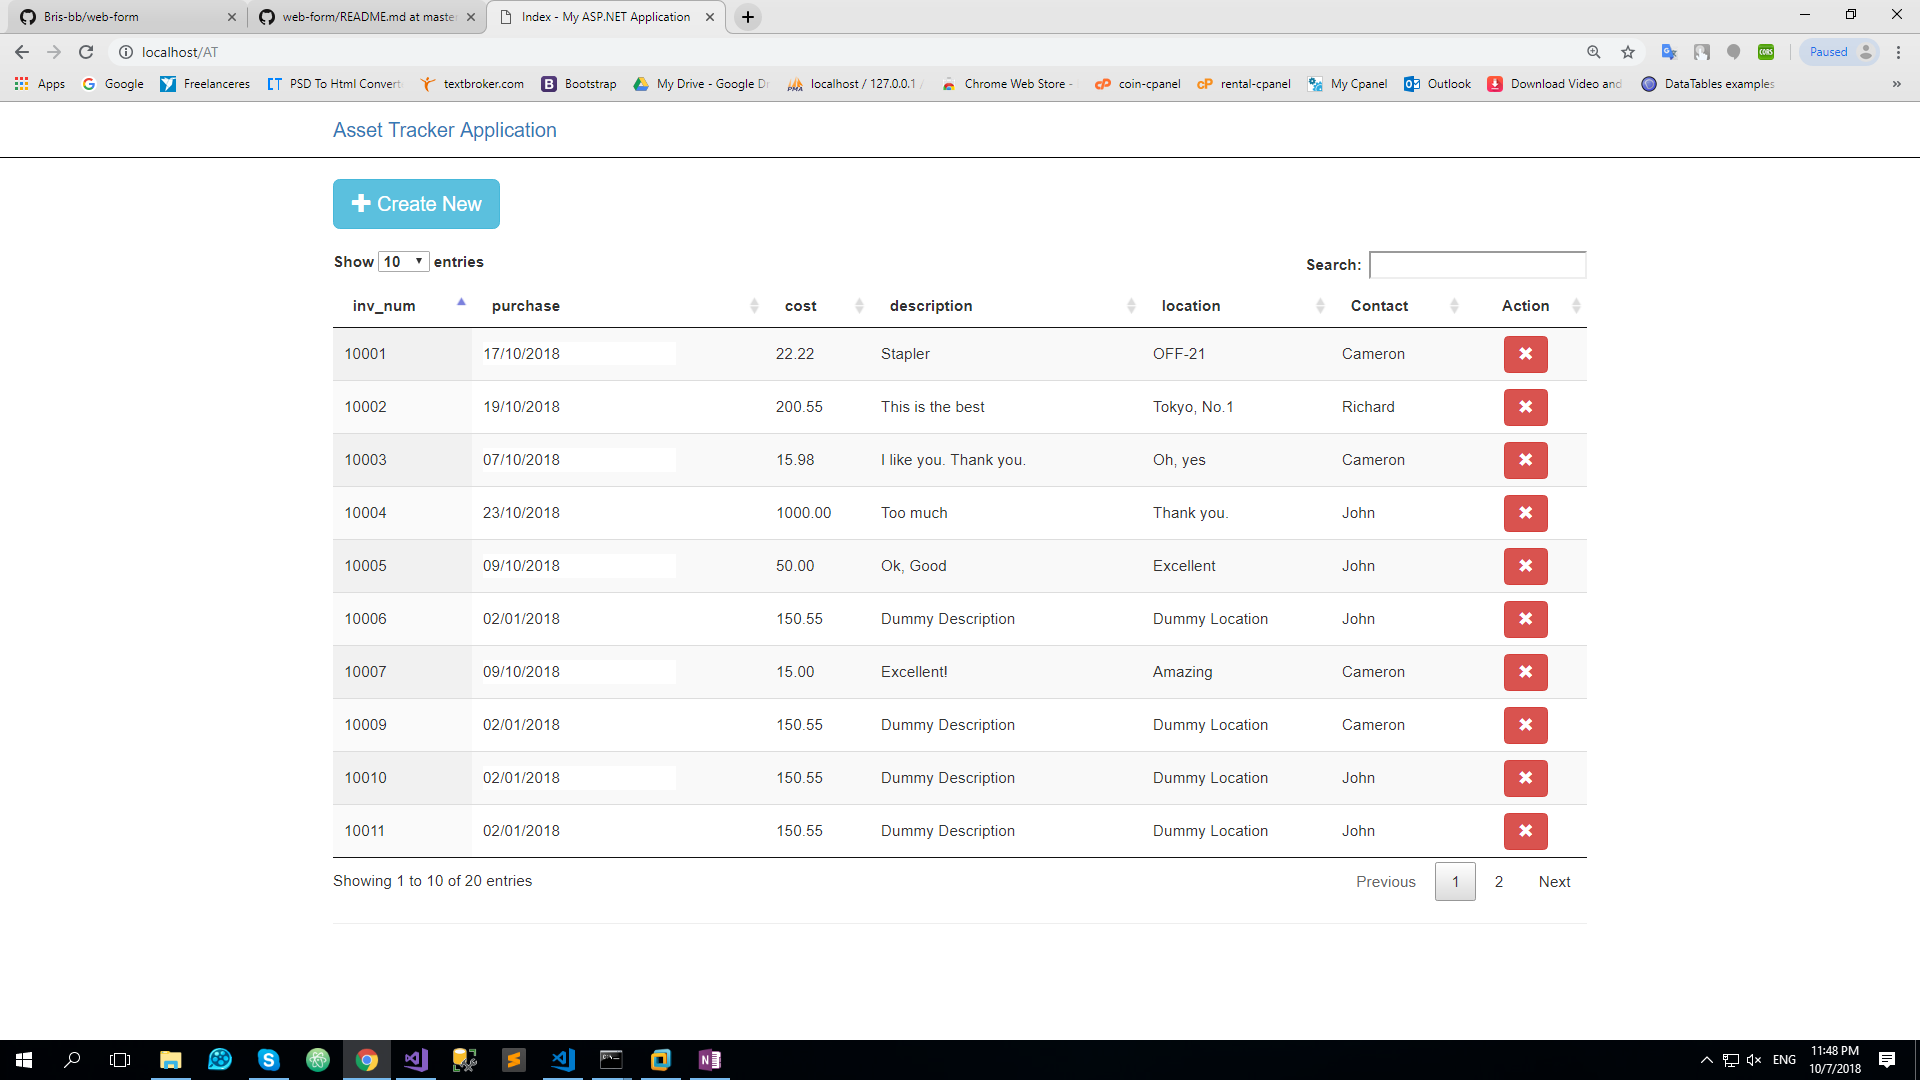 Bris-bb/web-form
web-form/README.md at master
Index - My ASP.NET Application
localhost/AT
Paused
Apps
Google
Freelanceres
PSD To Html Convert
textbroker.com
Bootstrap
My Drive - Google Dr
localhost / 127.0.0.1 /
Chrome Web Store -
coin-cpanel
rental-cpanel
My Cpanel
Outlook
Download Video and
DataTables examples
Asset Tracker Application
Create New
Show 10 entries
Search:
inv_num purchase cost description location Contact Action
10001 17/10/2018 22.22 Stapler OFF-21 Cameron
10002 19/10/2018 200.55 This is the best Tokyo, No.1 Richard
10003 07/10/2018 15.98 I like you. Thank you. Oh, yes Cameron
10004 23/10/2018 1000.00 Too much Thank you. John
10005 09/10/2018 50.00 Ok, Good Excellent John
10006 02/01/2018 150.55 Dummy Description Dummy Location John
10007 09/10/2018 15.00 Excellent! Amazing Cameron
10009 02/01/2018 150.55 Dummy Description Dummy Location Cameron
10010 02/01/2018 150.55 Dummy Description Dummy Location John
10011 02/01/2018 150.55 Dummy Description Dummy Location John
Showing 1 to 10 of 20 entries
Previous 1 2 Next
ENG
11:48 PM
10/7/2018